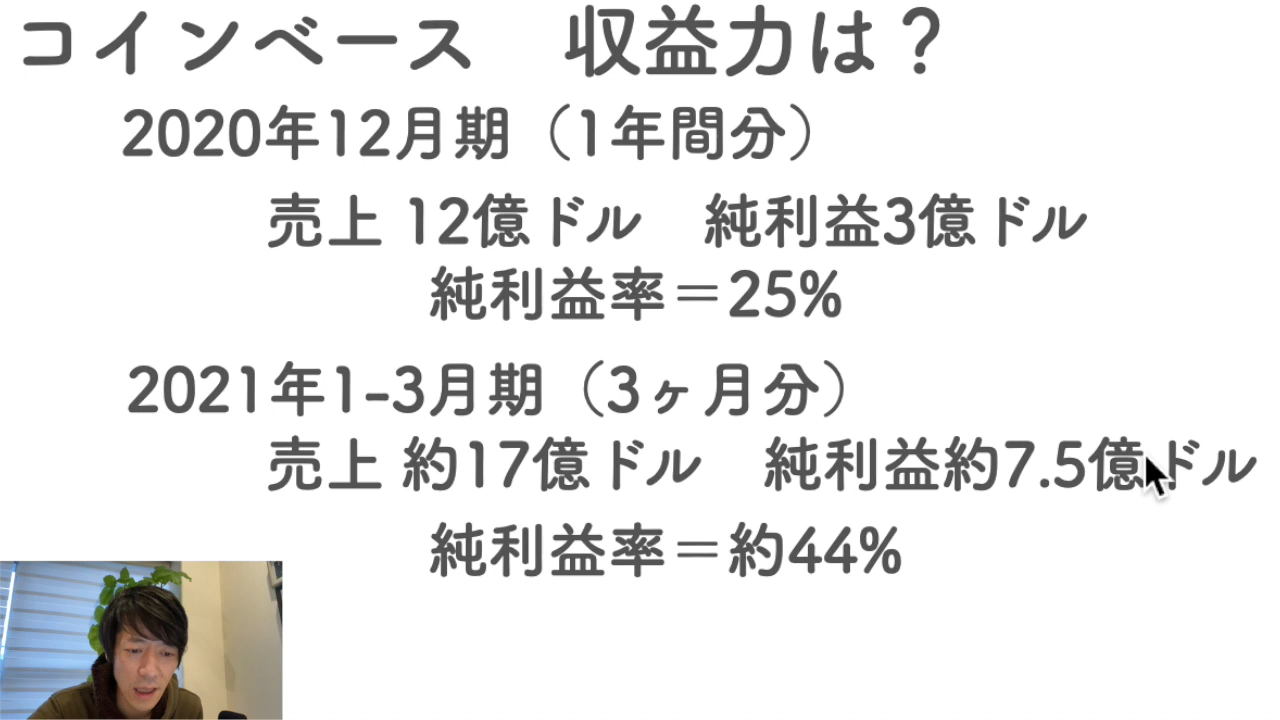 コインベース　収益力は？
2020年12月期（1年間分）
売上 12億ドル　純利益3億ドル
純利益率＝25%
2021年1-3月期（3ヶ月分）
売上 約17億ドル　純利益約7.5億ドル
純利益率＝約44%